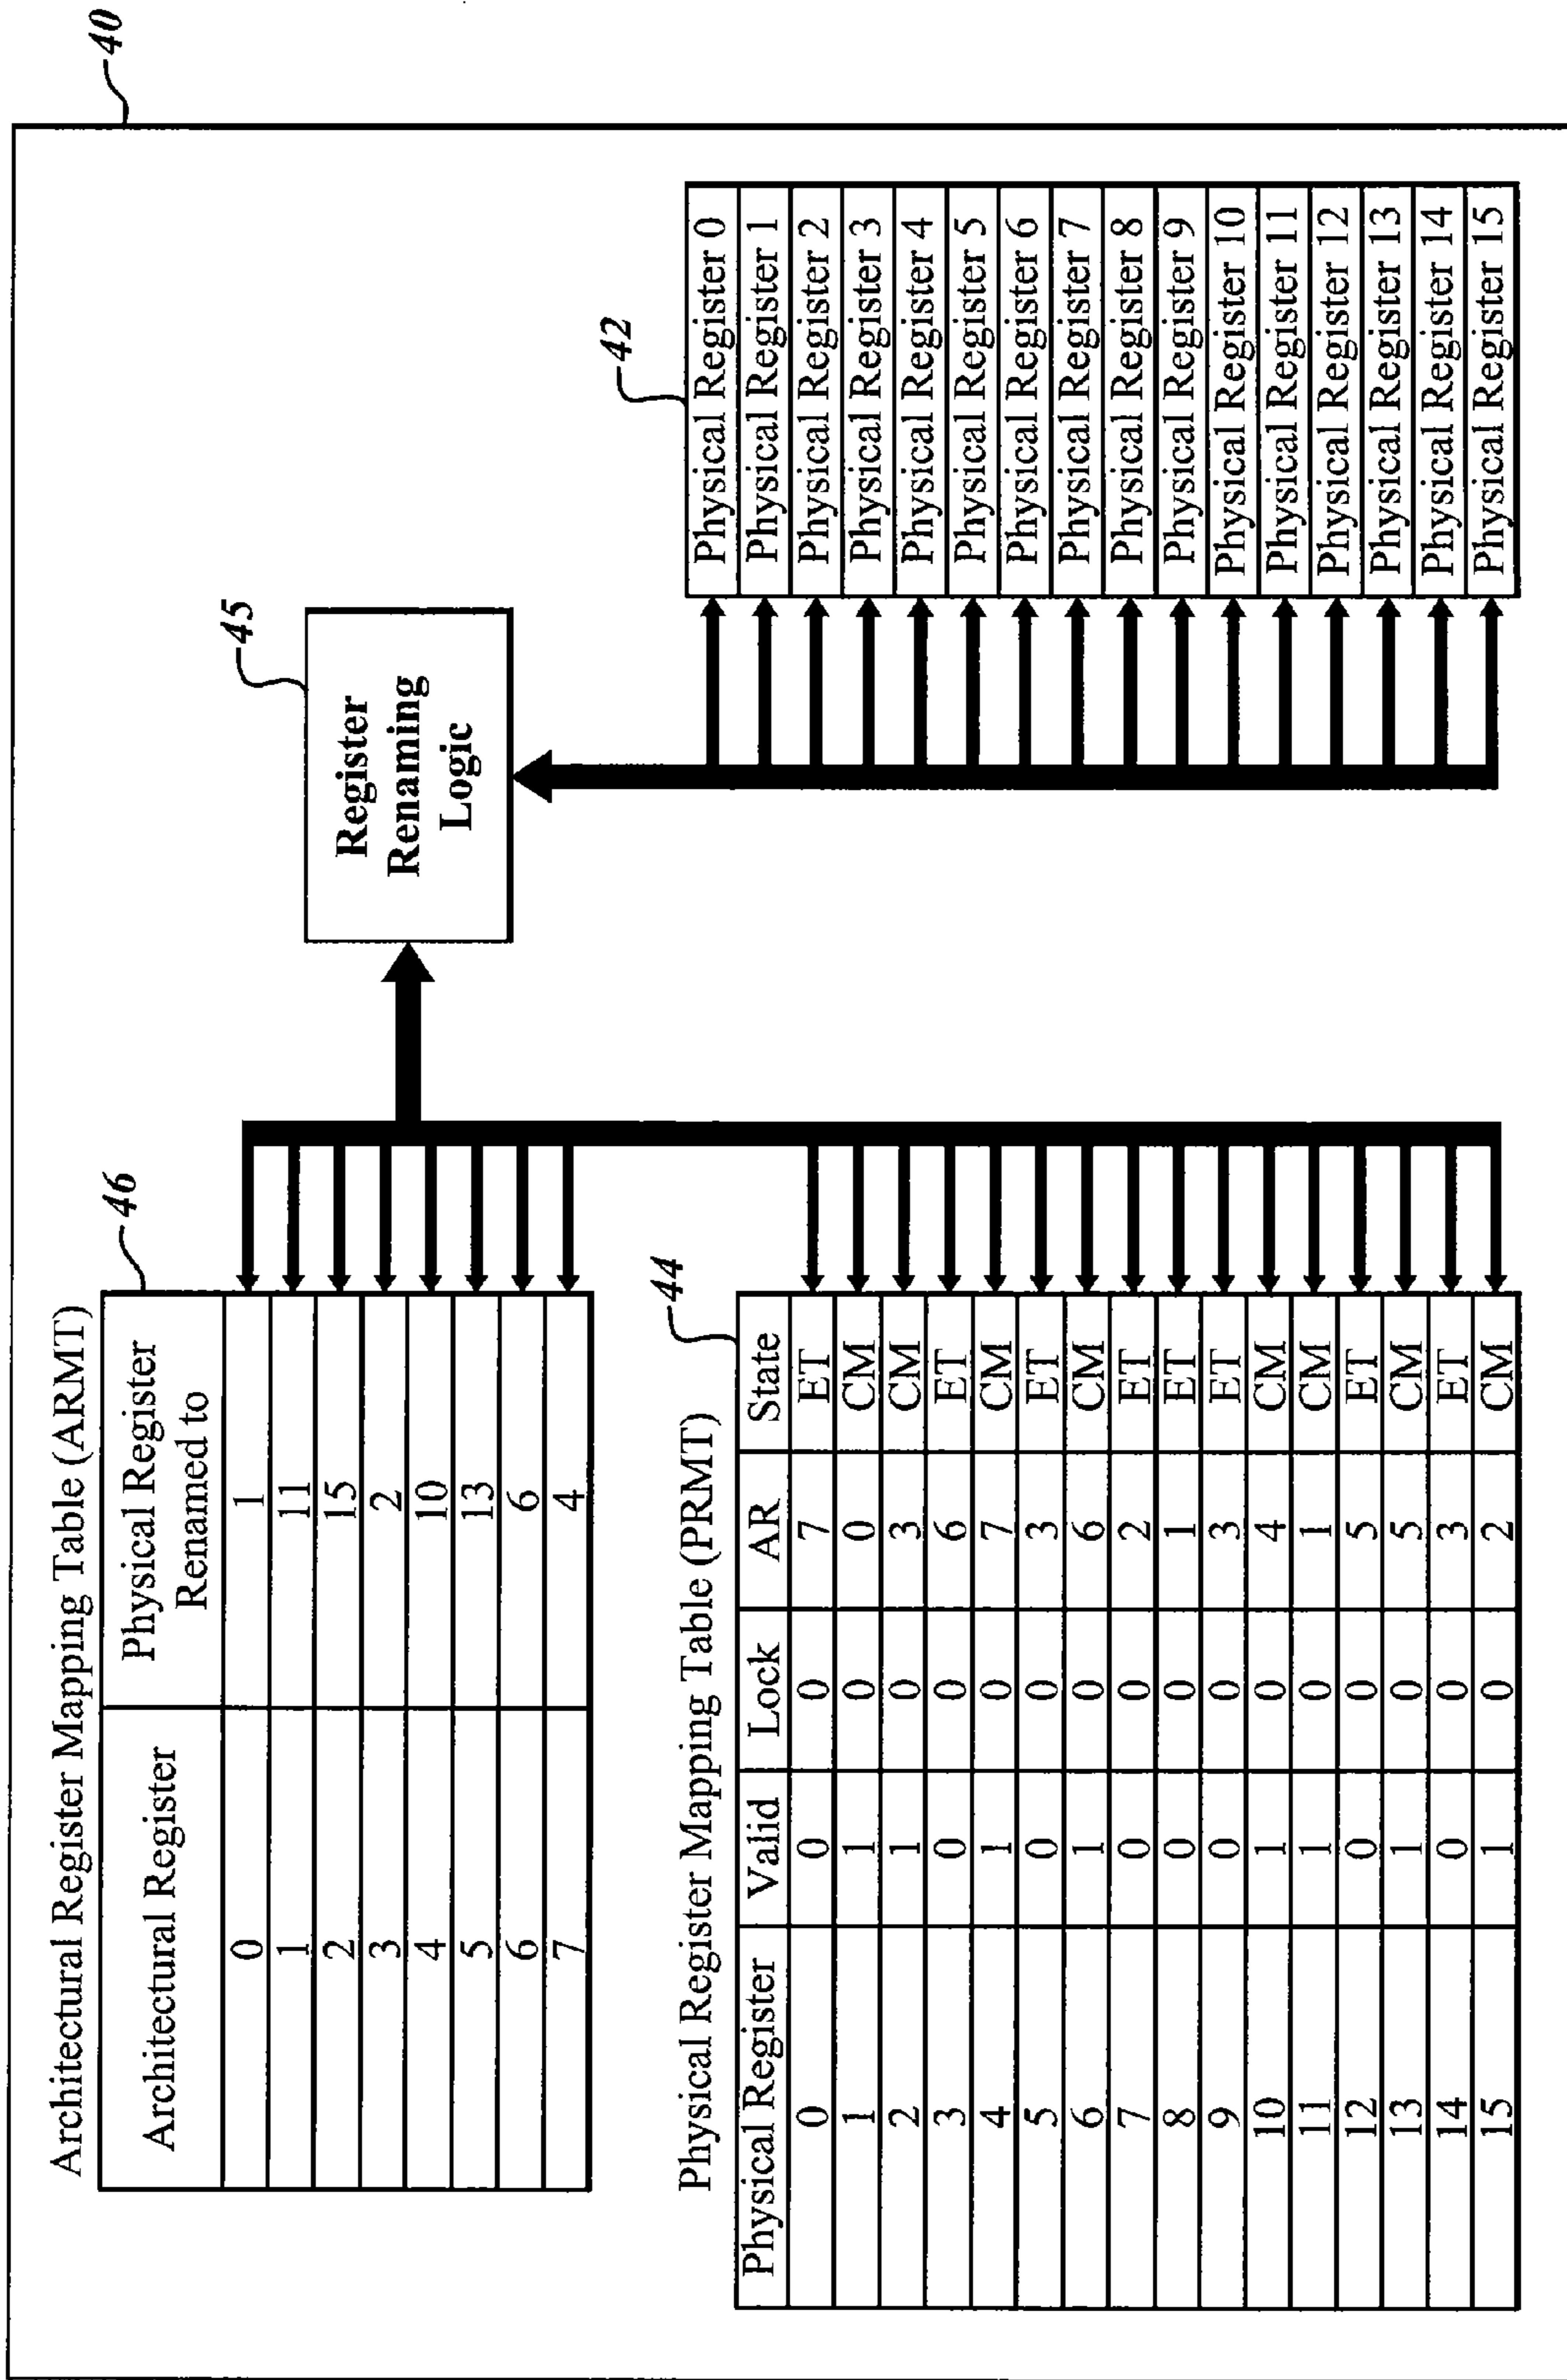 40
Architectural Register Mapping Table (ARMT)
46
Architectural Register Physical Register Renamed to
0 1
1 11
2 15
3 2
4 10
5 13
6 6
7 4
Physical Register Mapping Table (PRMT)
44
Physical Register Valid Lock AR State
0 0 0 7 ET
1 1 0 0 CM
2 1 0 3 CM
3 0 0 6 ET
4 1 0 7 CM
5 0 0 3 ET
6 1 0 6 CM
7 0 0 2 ET
8 0 0 1 ET
9 0 0 3 ET
10 1 0 4 CM
11 1 0 1 CM
12 0 0 5 ET
13 1 0 5 CM
14 0 0 3 ET
15 1 0 2 CM
45
Register
Renaming
Logic
42
Physical Register 0
Physical Register 1
Physical Register 2
Physical Register 3
Physical Register 4
Physical Register 5
Physical Register 6
Physical Register 7
Physical Register 8
Physical Register 9
Physical Register 10
Physical Register 11
Physical Register 12
Physical Register 13
Physical Register 14
Physical Register 15